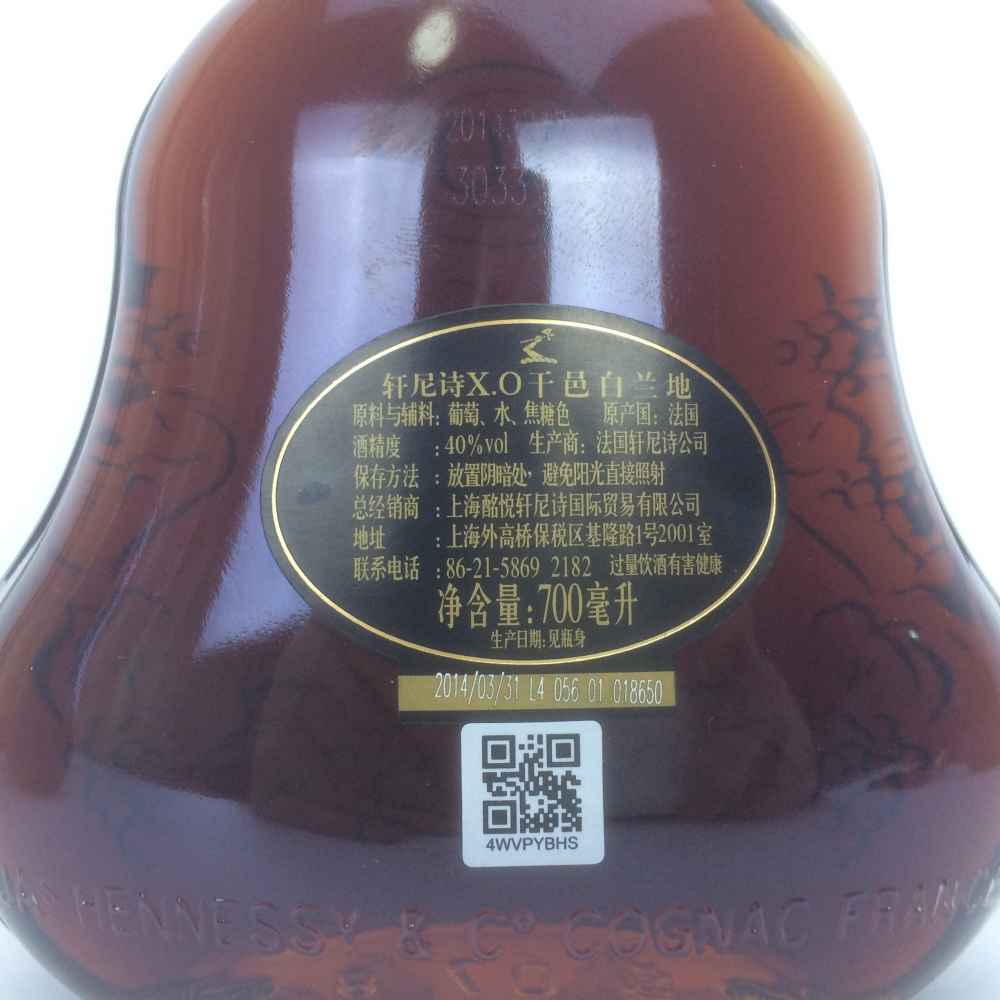 3033
轩尼诗X.O干邑白兰地
原料与辅料: 葡萄、水、焦糖色 原产国: 法国
酒精度 : 40%vol 生产商: 法国轩尼诗公司
保存方法 : 放置阴暗处, 避免阳光直接照射
总经销商 : 上海酩悦轩尼诗国际贸易有限公司
地址 : 上海外高桥保税区基隆路1号2001室
联系电话 : 86-21-5869 2182 过量饮酒有害健康
净含量: 700毫升
生产日期: 见瓶身
2014/03/31 L4 056 01 018650
4WVPYBHS
HENNESSY & Cº COGNAC FRANCE